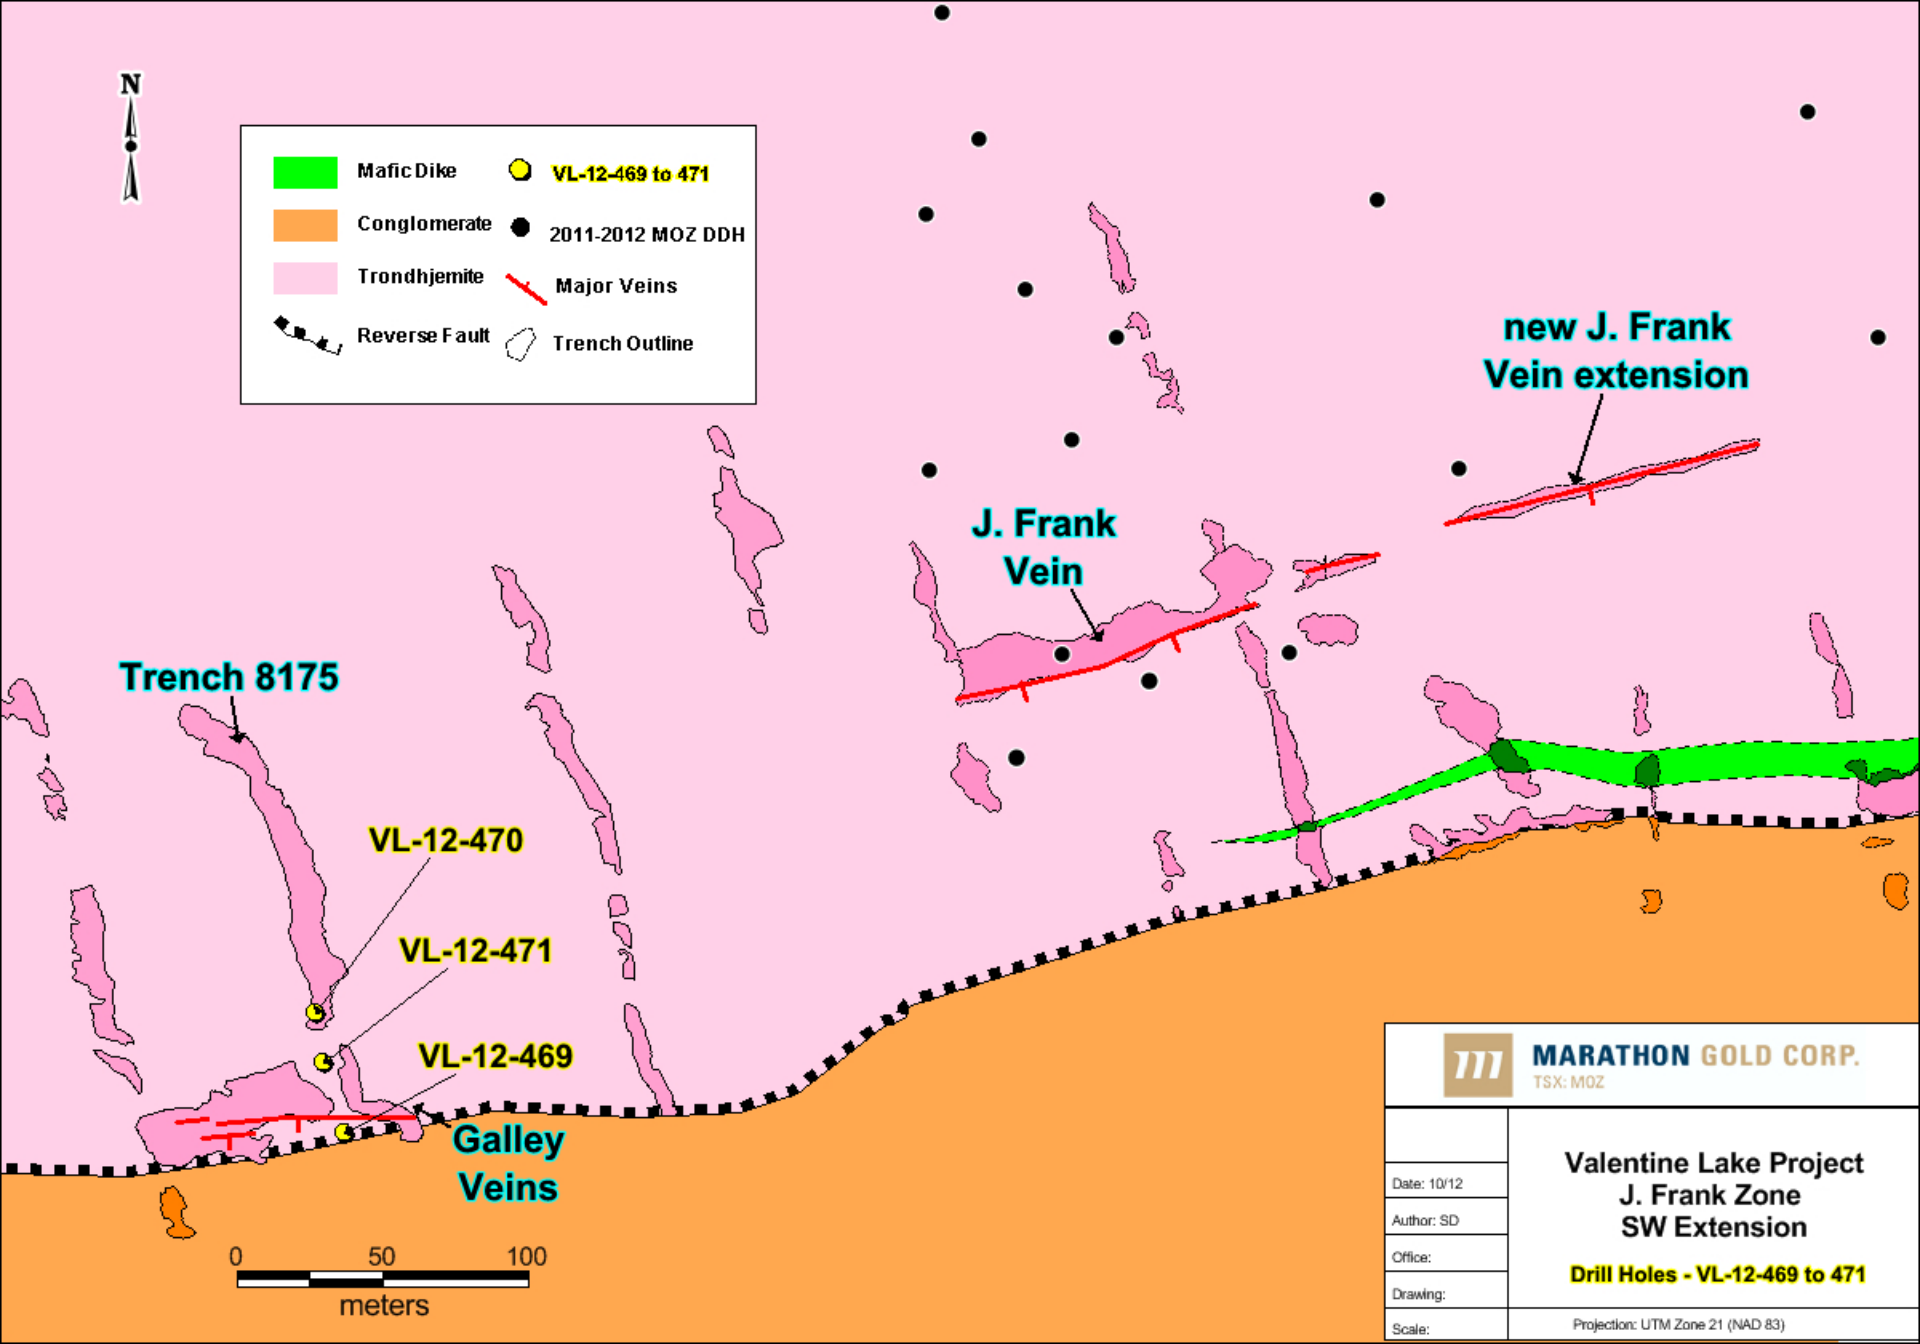 N
Mafic Dike
VL-12-469 to 471
Conglomerate
2011-2012 MOZ DDH
Trondhjemite
Major Veins
Reverse Fault
Trench Outline
new J. Frank
Vein extension
J. Frank
Vein
Trench 8175
VL-12-470
VL-12-471
VL-12-469
Galley
Veins
0 50 100
meters
m MARATHON GOLD CORP.
TSX: MOZ
Date: 10/12
Author: SD
Office:
Drawing:
Scale:
Valentine Lake Project
J. Frank Zone
SW Extension
Drill Holes - VL-12-469 to 471
Projection: UTM Zone 21 (NAD 83)